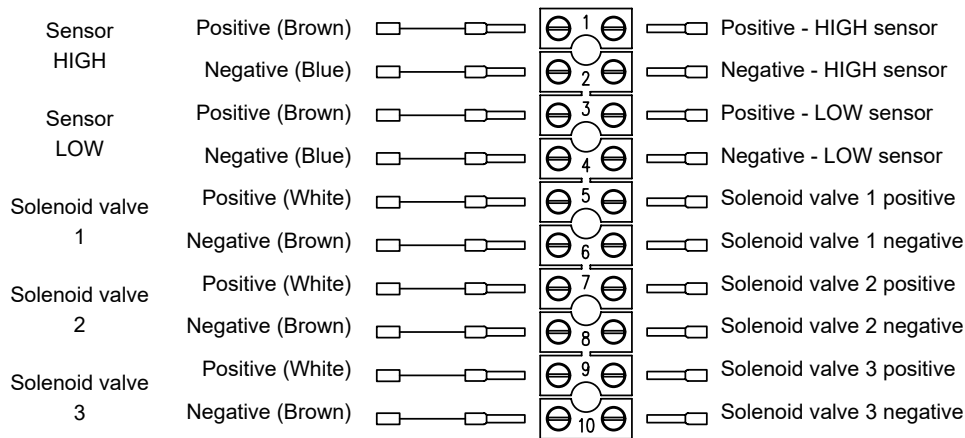 Sensor
HIGH
Positive (Brown) 1 Positive - HIGH sensor
Negative (Blue) 2 Negative - HIGH sensor
Sensor
LOW
Positive (Brown) 3 Positive - LOW sensor
Negative (Blue) 4 Negative - LOW sensor
Solenoid valve
1
Positive (White) 5 Solenoid valve 1 positive
Negative (Brown) 6 Solenoid valve 1 negative
Solenoid valve
2
Positive (White) 7 Solenoid valve 2 positive
Negative (Brown) 8 Solenoid valve 2 negative
Solenoid valve
3
Positive (White) 9 Solenoid valve 3 positive
Negative (Brown) 10 Solenoid valve 3 negative